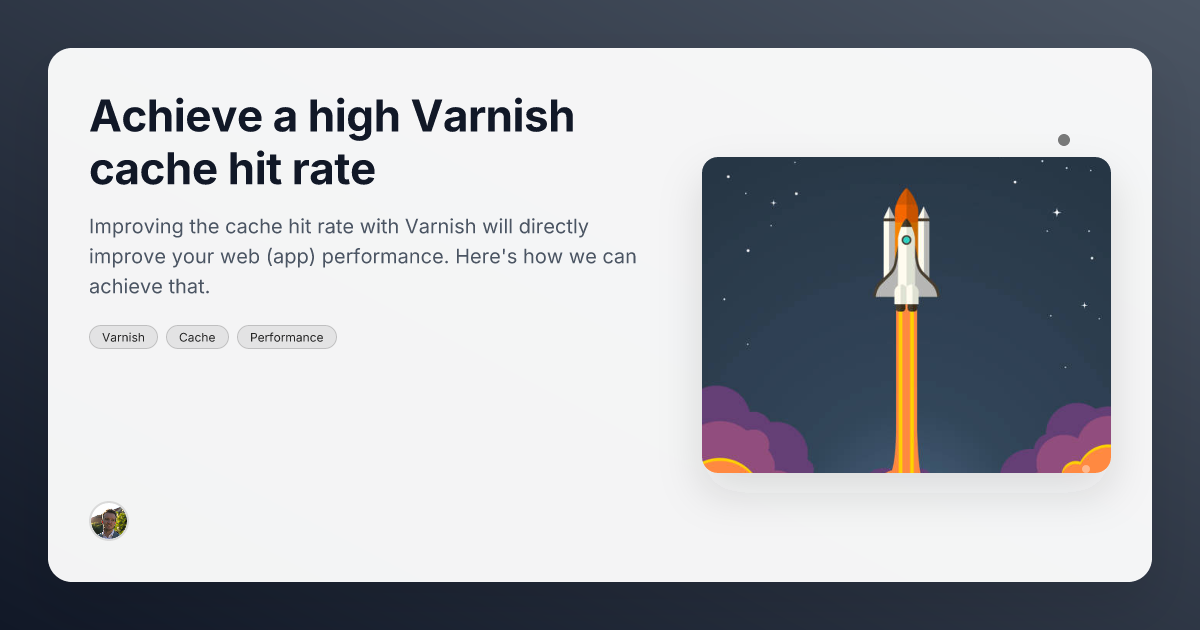 Achieve a high Varnish
cache hit rate
Improving the cache hit rate with Varnish will directly
improve your web (app) performance. Here's how we can
achieve that.
Varnish
Cache
Performance